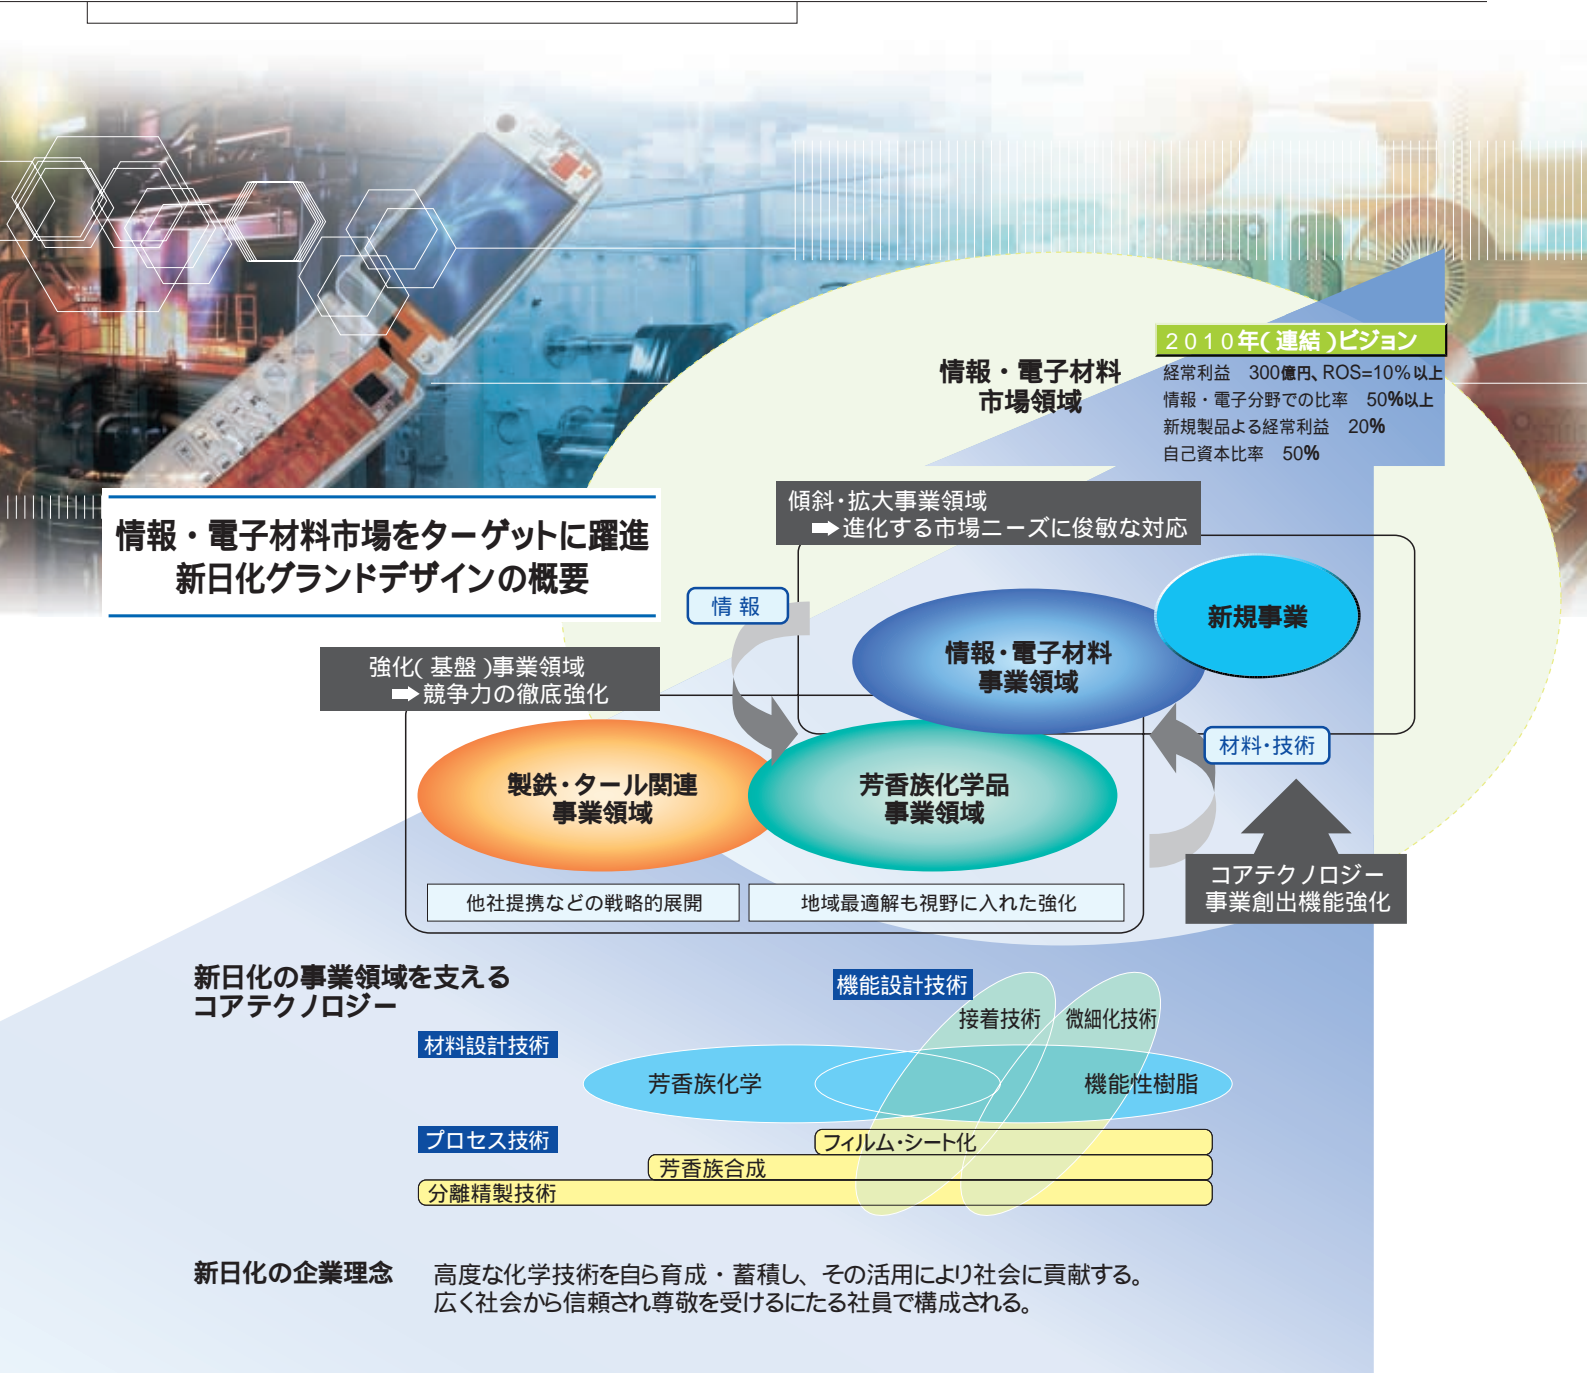 情報・電子材料
市場領域
2010年(連結)ビジョン
経常利益　300億円、ROS=10%以上
情報・電子分野での比率　50%以上
新規製品よる経常利益　20%
自己資本比率　50%
情報・電子材料市場をターゲットに躍進
新日化グランドデザインの概要
傾斜・拡大事業領域
➡進化する市場ニーズに俊敏な対応
情報
新規事業
情報・電子材料
事業領域
強化(基盤)事業領域
➡競争力の徹底強化
材料・技術
製鉄・タール関連
事業領域
芳香族化学品
事業領域
コアテクノロジー
事業創出機能強化
他社提携などの戦略的展開
地域最適解も視野に入れた強化
新日化の事業領域を支える
コアテクノロジー
機能設計技術
接着技術
微細化技術
材料設計技術
芳香族化学
機能性樹脂
プロセス技術
フィルム・シート化
芳香族合成
分離精製技術
新日化の企業理念
高度な化学技術を自ら育成・蓄積し、その活用により社会に貢献する。
広く社会から信頼され尊敬を受けるにたる社員で構成される。